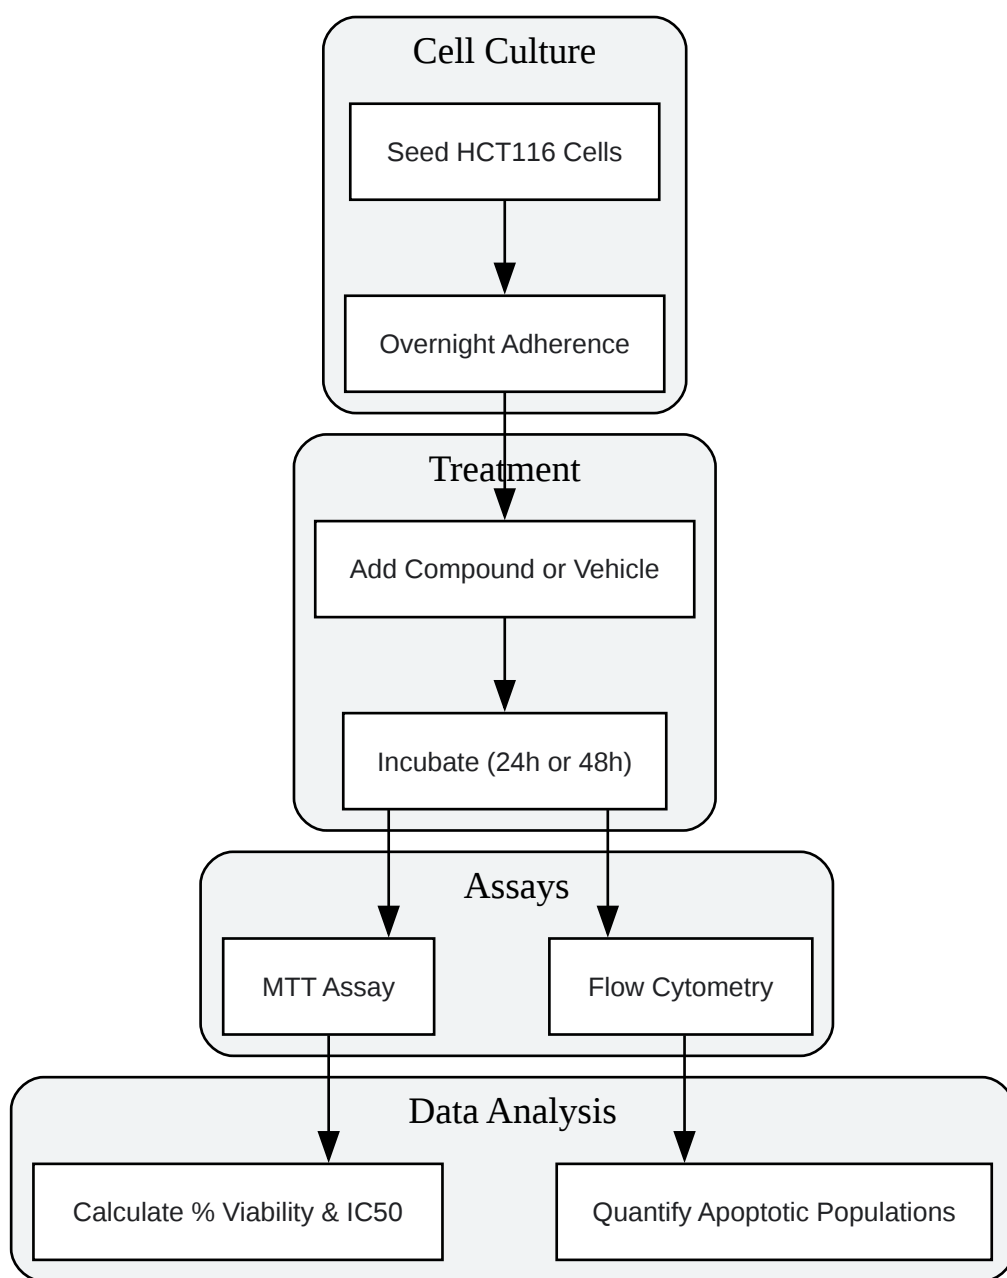 Cell Culture
Seed HCT116 Cells
Overnight Adherence
Treatment
Add Compound or Vehicle
Incubate (24h or 48h)
Assays
MTT Assay
Flow Cytometry
Data Analysis
Calculate % Viability & IC50
Quantify Apoptotic Populations